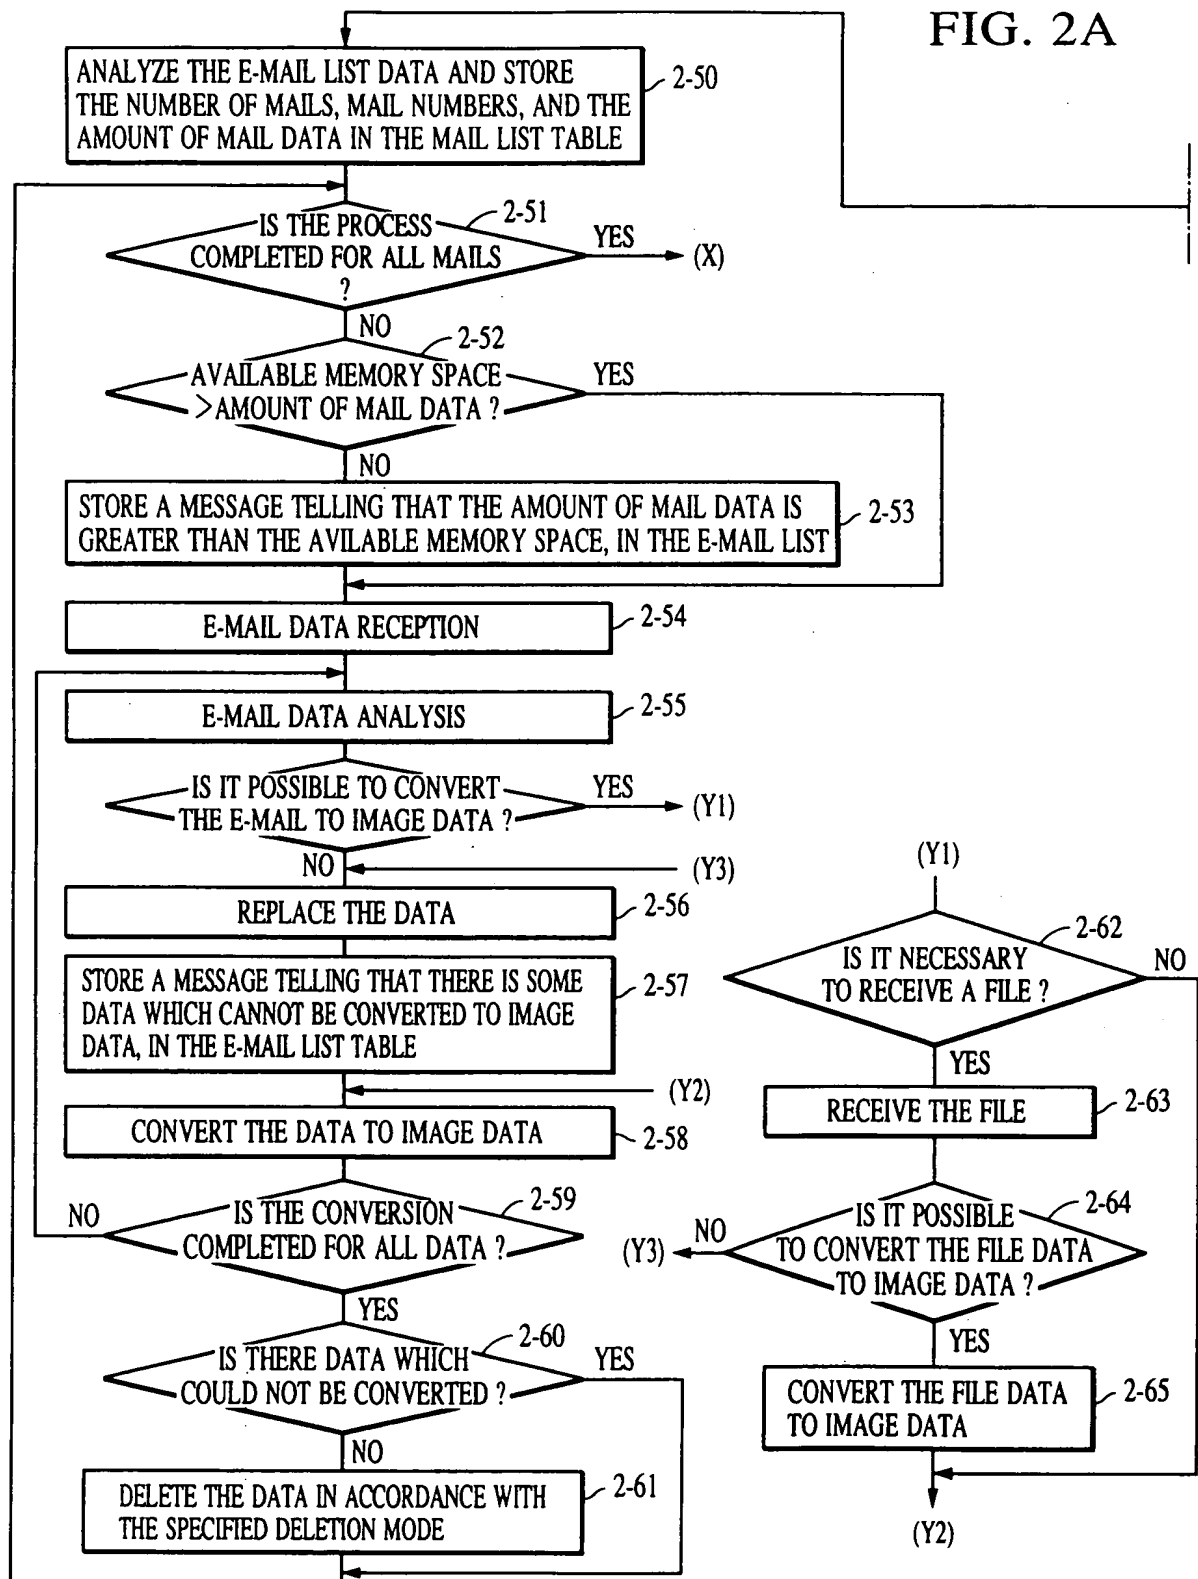 FIG. 2A
ANALYZE THE E-MAIL LIST DATA AND STORE
THE NUMBER OF MAILS, MAIL NUMBERS, AND THE
AMOUNT OF MAIL DATA IN THE MAIL LIST TABLE
2-50
2-51
IS THE PROCESS
COMPLETED FOR ALL MAILS
?
YES
(X)
NO
2-52
AVAILABLE MEMORY SPACE
>AMOUNT OF MAIL DATA ?
YES
NO
STORE A MESSAGE TELLING THAT THE AMOUNT OF MAIL DATA IS
GREATER THAN THE AVILABLE MEMORY SPACE, IN THE E-MAIL LIST
2-53
E-MAIL DATA RECEPTION
2-54
E-MAIL DATA ANALYSIS
2-55
IS IT POSSIBLE TO CONVERT
THE E-MAIL TO IMAGE DATA ?
YES
(Y1)
NO
(Y3)
REPLACE THE DATA
2-56
STORE A MESSAGE TELLING THAT THERE IS SOME
DATA WHICH CANNOT BE CONVERTED TO IMAGE
DATA, IN THE E-MAIL LIST TABLE
2-57
(Y2)
CONVERT THE DATA TO IMAGE DATA
2-58
2-59
IS THE CONVERSION
COMPLETED FOR ALL DATA ?
NO
YES
2-60
IS THERE DATA WHICH
COULD NOT BE CONVERTED ?
YES
NO
DELETE THE DATA IN ACCORDANCE WITH
THE SPECIFIED DELETION MODE
2-61
(Y1)
2-62
IS IT NECESSARY
TO RECEIVE A FILE ?
NO
YES
RECEIVE THE FILE
2-63
2-64
IS IT POSSIBLE
TO CONVERT THE FILE DATA
TO IMAGE DATA ?
NO
(Y3)
YES
CONVERT THE FILE DATA
TO IMAGE DATA
2-65
(Y2)